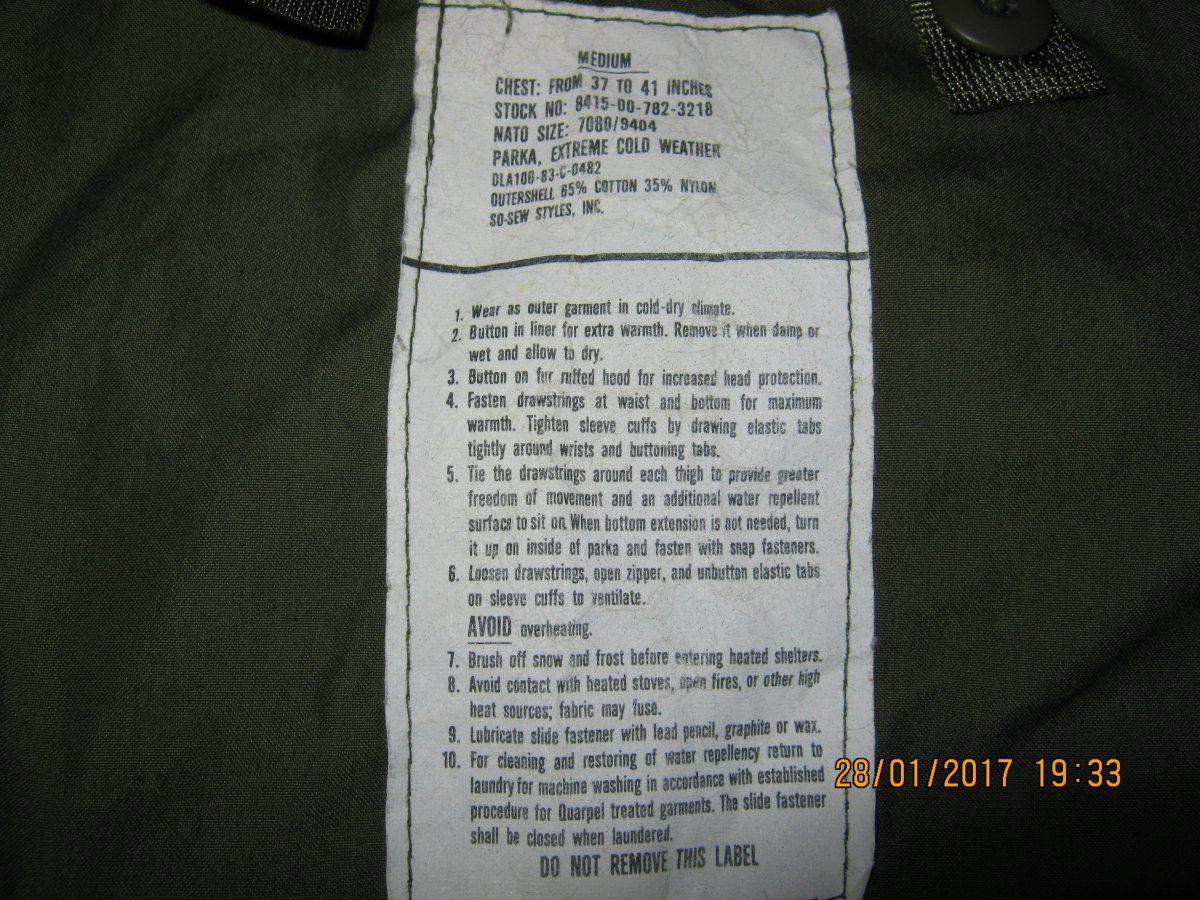 MEDIUM
CHEST: FROM 37 TO 41 INCHES
STOCK NO: 8415-00-782-3218
NATO SIZE: 7080/9404
PARKA, EXTREME COLD WEATHER
DLA100-83-C-0482
OUTERSHELL 65% COTTON 35% NYLON
SO-SEW STYLES, INC.
1. Wear as outer garment in cold-dry climate.
2. Button in liner for extra warmth. Remove it when damp or
wet and allow to dry.
3. Button on fur ruffed hood for increased head protection.
4. Fasten drawstrings at waist and bottom for maximum
warmth. Tighten sleeve cuffs by drawing elastic tabs
tightly around wrists and buttoning tabs.
5. Tie the drawstrings around each thigh to provide greater
freedom of movement and an additional water repellent
surface to sit on. When bottom extension is not needed, turn
it up on inside of parka and fasten with snap fasteners.
6. Loosen drawstrings, open zipper, and unbutton elastic tabs
on sleeve cuffs to ventilate.
AVOID overheating.
7. Brush off snow and frost before entering heated shelters.
8. Avoid contact with heated stoves, open fires, or other high
heat sources; fabric may fuse.
9. Lubricate slide fastener with lead pencil, graphite or wax.
10. For cleaning and restoring of water repellency return to
laundry for machine washing in accordance with established
procedure for Quarpel treated garments. The slide fastener
shall be closed when laundered.
DO NOT REMOVE THIS LABEL
28/01/2017 19:33